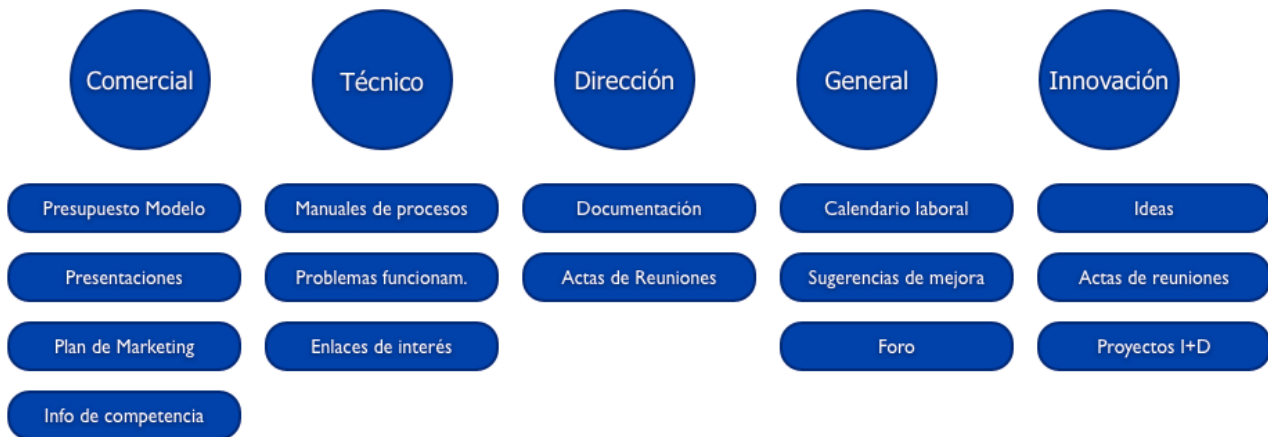 Comercial
Técnico
Dirección
General
Innovación
Presupuesto Modelo
Manuales de procesos
Documentación
Calendario laboral
Ideas
Presentaciones
Problemas funcionam.
Actas de Reuniones
Sugerencias de mejora
Actas de reuniones
Plan de Marketing
Enlaces de interés
Foro
Proyectos I+D
Info de competencia